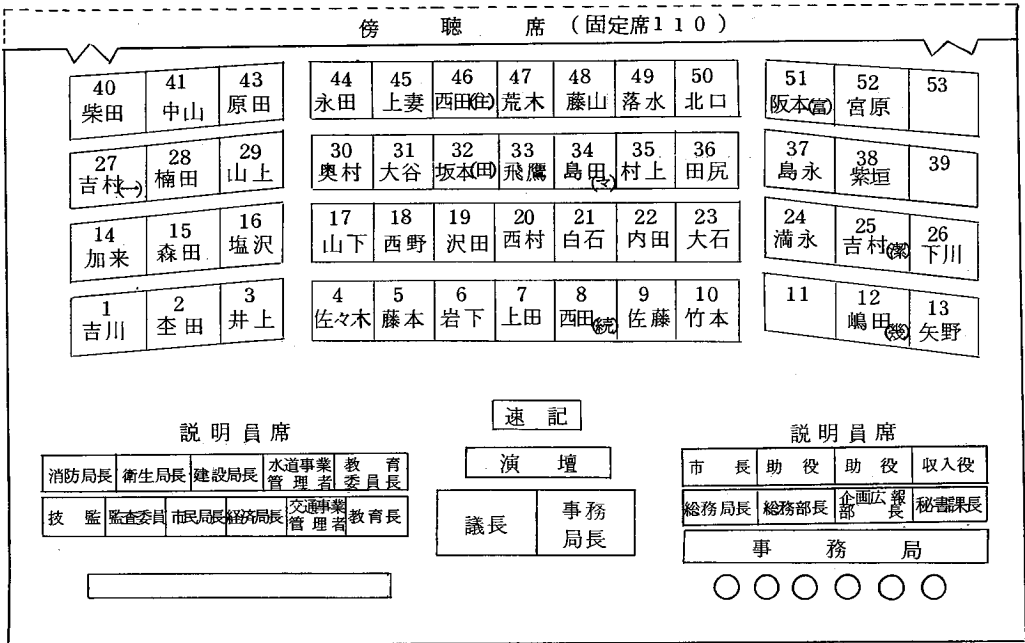 傍聴席(固定席110)
40 41 43 44 45 46 47 48 49 50 51 52 53
柴田 中山 原田 永田 上妻 西田(住) 荒木 藤山 落水 北口 阪本(富) 宮原
27 28 29 30 31 32 33 34 35 36 37 38 39
吉村(一) 楠田 山上 奥村 大谷 坂本(田) 飛鷹 島田(マ) 村上 田尻 島永 紫垣
14 15 16 17 18 19 20 21 22 23 24 25 26
加来 森田 塩沢 山下 西野 沢田 西村 白石 内田 大石 満永 吉村(潔) 下川
1 2 3 4 5 6 7 8 9 10 11 12 13
吉川 杢田 井上 佐々木 藤本 岩下 上田 西田(続) 佐藤 竹本 嶋田(幾) 矢野
速記
演壇
議長 事務局長
説明員席
消防局長 衛生局長 建設局長 水道事業管理者 教育委員長
技監 監査委員 市民局長 経済局長 交通事業管理者 教育長
説明員席
市長 助役 助役 収入役
総務局長 総務部長 企画広報部長 秘書課長
事務局